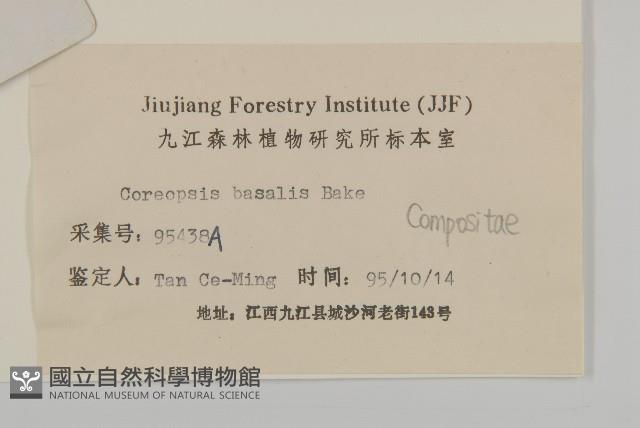 Jiujiang Forestry Institute (JJF)
九江森林植物研究所标本室
Coreopsis basalis Bake
Compositae
采集号: 95438A
鉴定人: Tan Ce-Ming 时间: 95/10/14
地址: 江西九江县城沙河老街143号
國立自然科學博物館
NATIONAL MUSEUM OF NATURAL SCIENCE